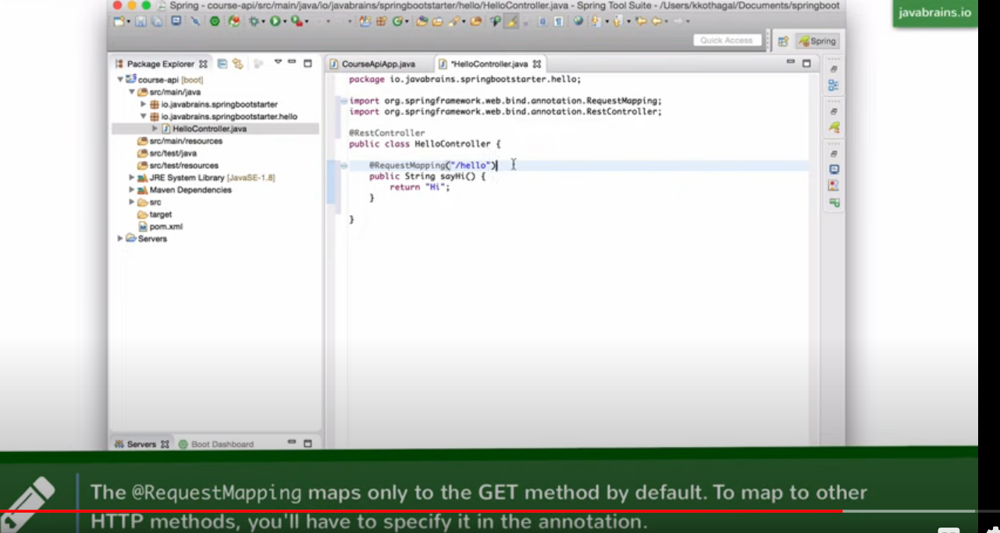 Spring - course-api/src/main/java/io/javabrains/springbootstarter/hello/HelloController.java - Spring Tool Suite - /Users/kkothagal/Documents/springboot
javabrains.io
Quick Access
Spring
Package Explorer
CourseApiApp.java
*HelloController.java
course-api [boot]
src/main/java
io.javabrains.springbootstarter
io.javabrains.springbootstarter.hello
HelloController.java
src/main/resources
src/test/java
src/test/resources
JRE System Library [JavaSE-1.8]
Maven Dependencies
src
target
pom.xml
Servers
package io.javabrains.springbootstarter.hello;
import org.springframework.web.bind.annotation.RequestMapping;
import org.springframework.web.bind.annotation.RestController;
@RestController
public class HelloController {
@RequestMapping("/hello")
public String sayHi() {
return "Hi";
}
}
Servers
Boot Dashboard
The @RequestMapping maps only to the GET method by default. To map to other
HTTP methods, you'll have to specify it in the annotation.